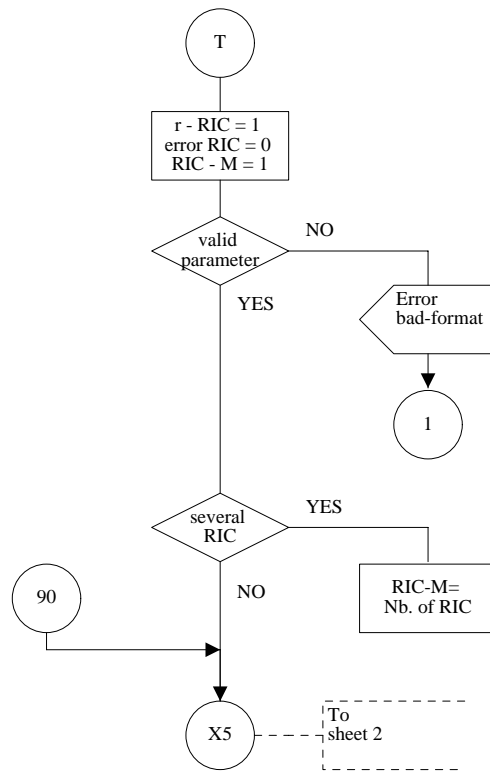 T
r - RIC = 1
error RIC = 0
RIC - M = 1
valid
parameter
NO
YES
Error
bad-format
1
several
RIC
YES
NO
RIC-M=
Nb. of RIC
90
X5
To
sheet 2